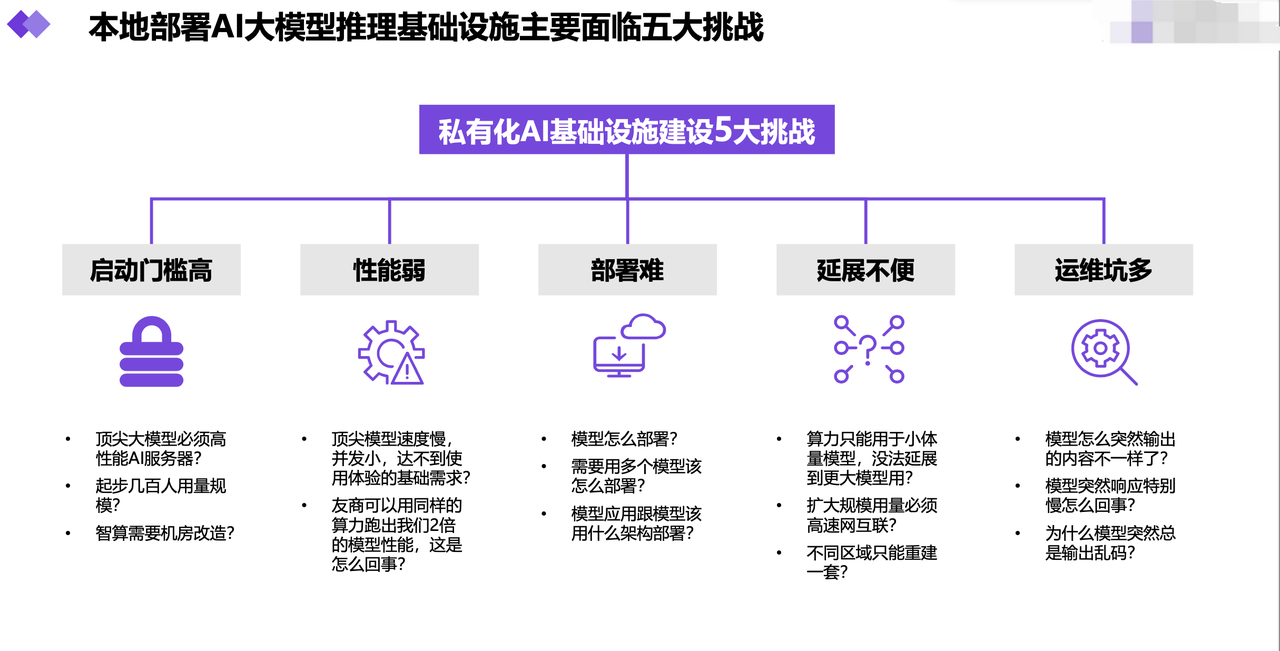 本地部署AI大模型推理基础设施主要面临五大挑战
私有化AI基础设施建设5大挑战
启动门槛高
性能弱
部署难
延展不便
运维坑多
• 顶尖大模型必须高
性能AI服务器?
• 起步几百人用量规
模?
• 智算需要机房改造?
• 顶尖模型速度慢,
并发小,达不到使
用体验的基础需求?
• 友商可以用同样的
算力跑出我们2倍
的模型性能,这是
怎么回事?
• 模型怎么部署?
• 需要用多个模型该
怎么部署?
• 模型应用跟模型该
用什么架构部署?
• 算力只能用于小体
量模型,没法延展
到更大模型用?
• 扩大规模用量必须
高速网互联?
• 不同区域只能重建
一套?
• 模型怎么突然输出
的内容不一样了?
• 模型突然响应特别
慢怎么回事?
• 为什么模型突然总
是输出乱码?